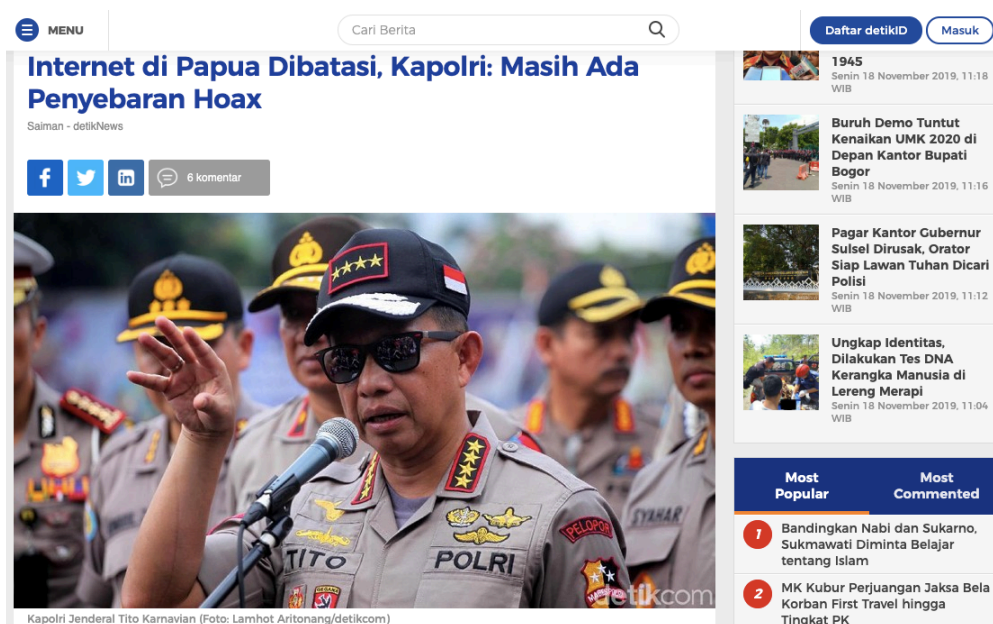 MENU
Cari Berita
Daftar detikID
Masuk
Internet di Papua Dibatasi, Kapolri: Masih Ada
Penyebaran Hoax
Saiman - detikNews
f
in
6 komentar
TITO
POLRI
PELOPOR
SYAHAR
detikcom
Kapolri Jenderal Tito Karnavian (Foto: Lamhot Aritonang/detikcom)
1945
Senin 18 November 2019, 11:18
WIB
Buruh Demo Tuntut
Kenaikan UMK 2020 di
Depan Kantor Bupati
Bogor
Senin 18 November 2019, 11:16
WIB
Pagar Kantor Gubernur
Sulsel Dirusak, Orator
Siap Lawan Tuhan Dicari
Polisi
Senin 18 November 2019, 11:12
WIB
Ungkap Identitas,
Dilakukan Tes DNA
Kerangka Manusia di
Lereng Merapi
Senin 18 November 2019, 11:04
WIB
Most
Popular
Most
Commented
1
Bandingkan Nabi dan Sukarno,
Sukmawati Diminta Belajar
tentang Islam
2
MK Kubur Perjuangan Jaksa Bela
Korban First Travel hingga
Tingkat PK